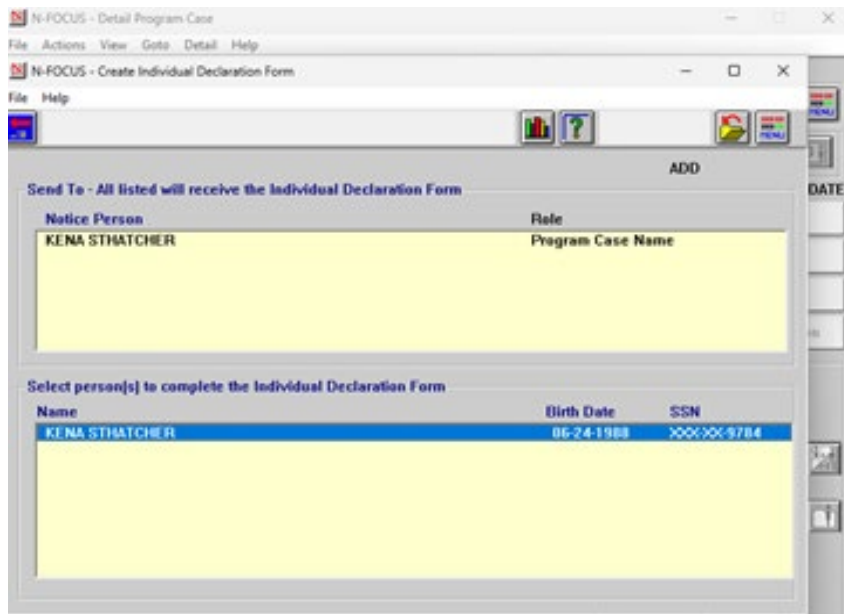 N-FOCUS - Detail Program Case
File Actions View Goto Detail Help
N-FOCUS - Create Individual Declaration Form
File Help
MENU
MENU
ADD
DATE
Send To - All listed will receive the Individual Declaration Form
Notice Person Role
KENA STHATCHER Program Case Name
Select person(s) to complete the Individual Declaration Form
Name Birth Date SSN
KENA STHATCHER 06-24-1988 XXX-XX-9784